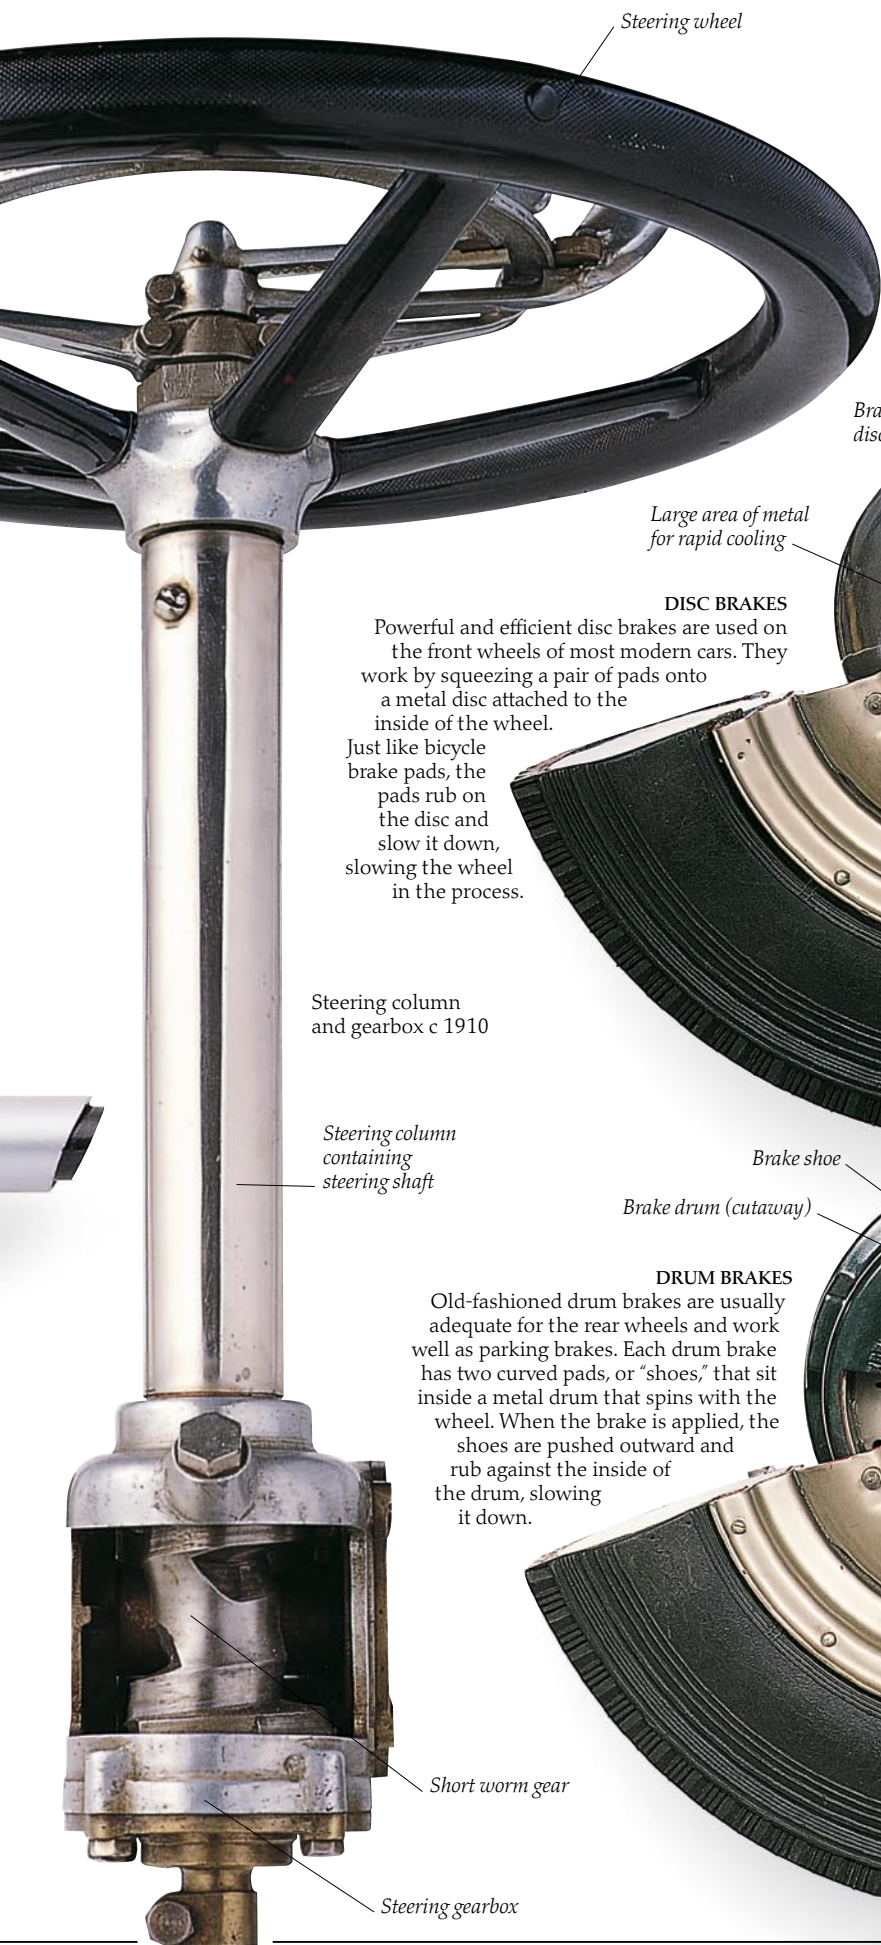 Steering wheel
Bra
disc
Large area of metal
for rapid cooling
DISC BRAKES
Powerful and efficient disc brakes are used on
the front wheels of most modern cars. They
work by squeezing a pair of pads onto
a metal disc attached to the
inside of the wheel.
Just like bicycle
brake pads, the
pads rub on
the disc and
slow it down,
slowing the wheel
in the process.
Steering column
and gearbox c 1910
Steering column
containing
steering shaft
Brake shoe
Brake drum (cutaway)
DRUM BRAKES
Old-fashioned drum brakes are usually
adequate for the rear wheels and work
well as parking brakes. Each drum brake
has two curved pads, or “shoes,” that sit
inside a metal drum that spins with the
wheel. When the brake is applied, the
shoes are pushed outward and
rub against the inside of
the drum, slowing
it down.
Short worm gear
Steering gearbox